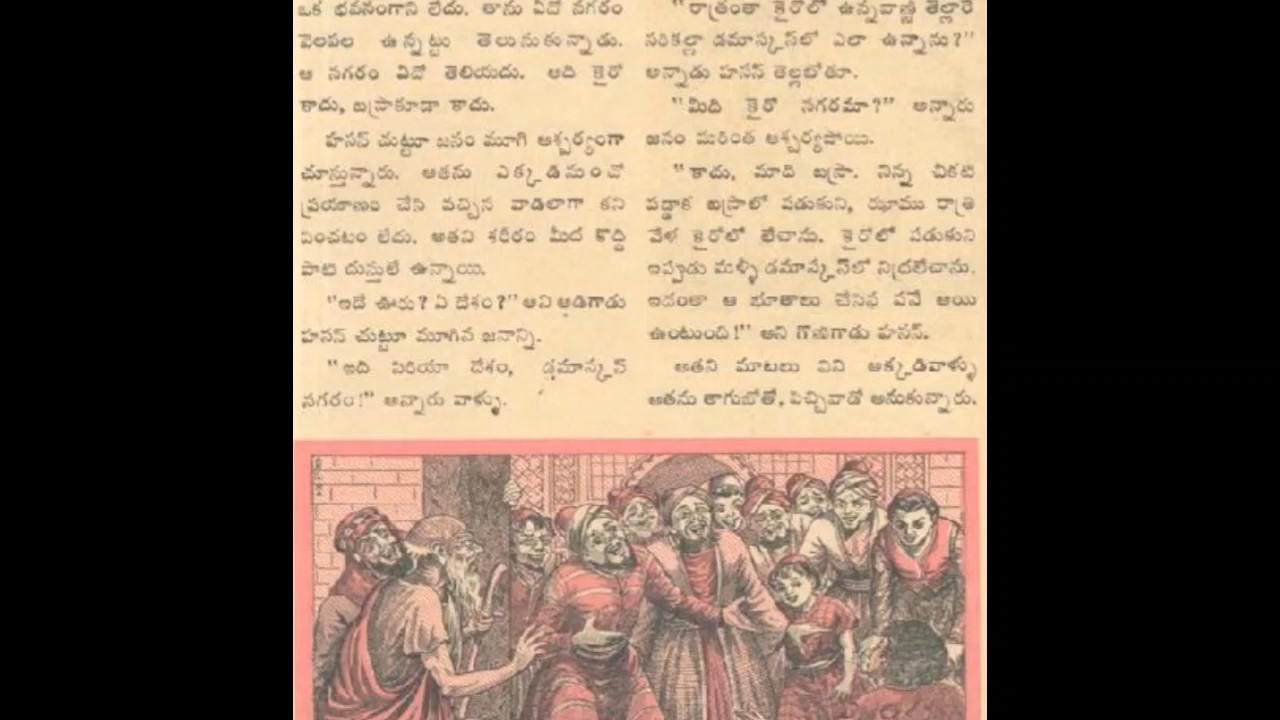 ఒక భవనంగాని లేదు. తాను ఏదో నగరం
వెలపల ఉన్నట్టు తెలుసుకున్నాడు.
ఆ నగరం ఏదో తెలియదు. అది కైరో
కాదు, బస్రాకూడా కాదు.
హసన్ చుట్టూ జనం మూగి ఆశ్చర్యంగా
చూస్తున్నారు. అతను ఎక్కడినుంచో
ప్రయాణం చేసి వచ్చిన వాడిలాగా కని
పించటం లేదు. అతని శరీరం మీద కొద్ది
పాటి దుస్తులే ఉన్నాయి.
"ఇదే ఊరు? ఏ దేశం?" అని అడిగాడు
హసన్ చుట్టూ మూగిన జనాన్ని.
"ఇది సిరియా దేశం, డమాస్కస్
నగరం!" అన్నారు వాళ్ళు.
"రాత్రంతా కైరోలో ఉన్నవాణ్ణి తెల్లారే
సరికల్లా డమాస్కస్‌లో ఎలా ఉన్నాను?"
అన్నాడు హసన్ తెల్లబోతూ.
"మీది కైరో నగరమా?" అన్నారు
జనం మరింత ఆశ్చర్యపోయి.
"కాదు, మాది బస్రా. నిన్న చీకటి
పడ్డాక బస్రాలో పడుకుని, ఝాము రాత్రి
వేళ కైరోలో లేచాను. కైరోలో పడుకుని
ఇప్పుడు మళ్ళీ డమాస్కస్‌లో నిద్రలేచాను.
ఇదంతా ఆ భూతాలు చేసిన పనే అయి
ఉంటుంది!" అని గొణిగాడు హసన్.
అతని మాటలు విని అక్కడివాళ్ళు
అతను తాగుబోతో, పిచ్చివాడో అనుకున్నారు.